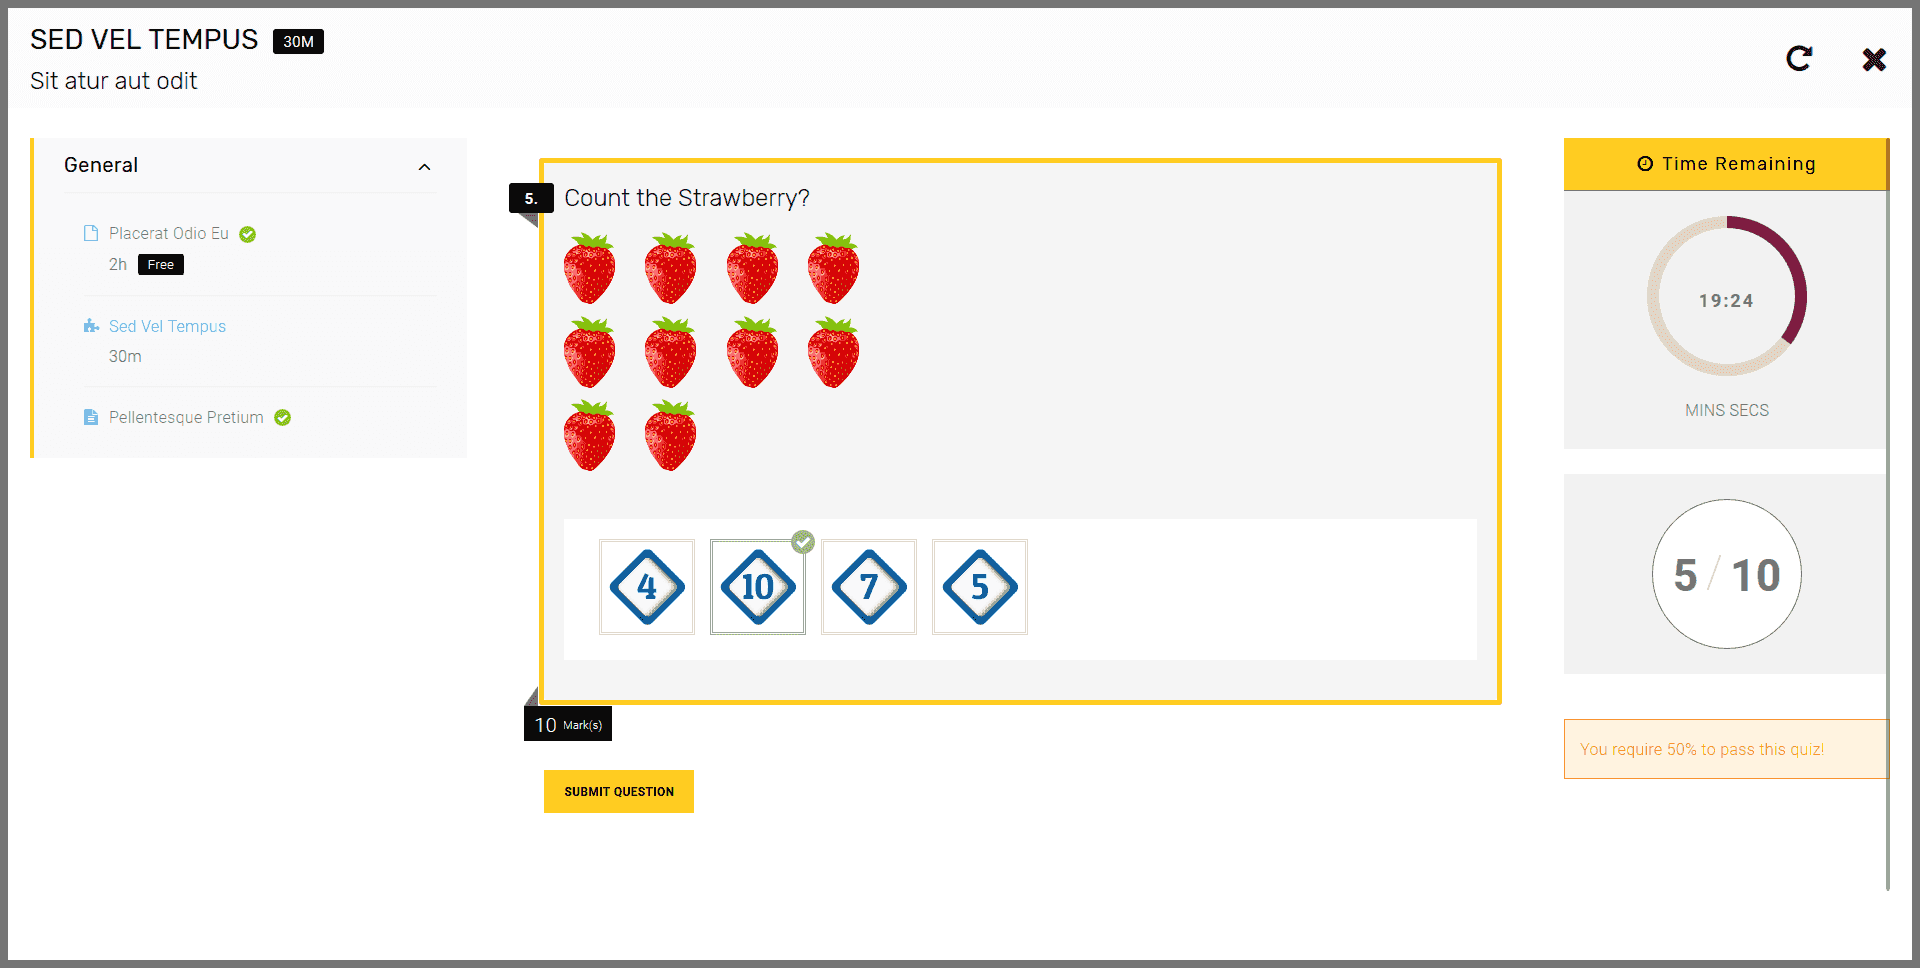 SED VEL TEMPUS 30M
Sit atur aut odit
General
Placerat Odio Eu
2h Free
Sed Vel Tempus
30m
Pellentesque Pretium
5. Count the Strawberry?
4 10 7 5
10 Mark(s)
SUBMIT QUESTION
Time Remaining
19:24
MINS SECS
5 / 10
You require 50% to pass this quiz!